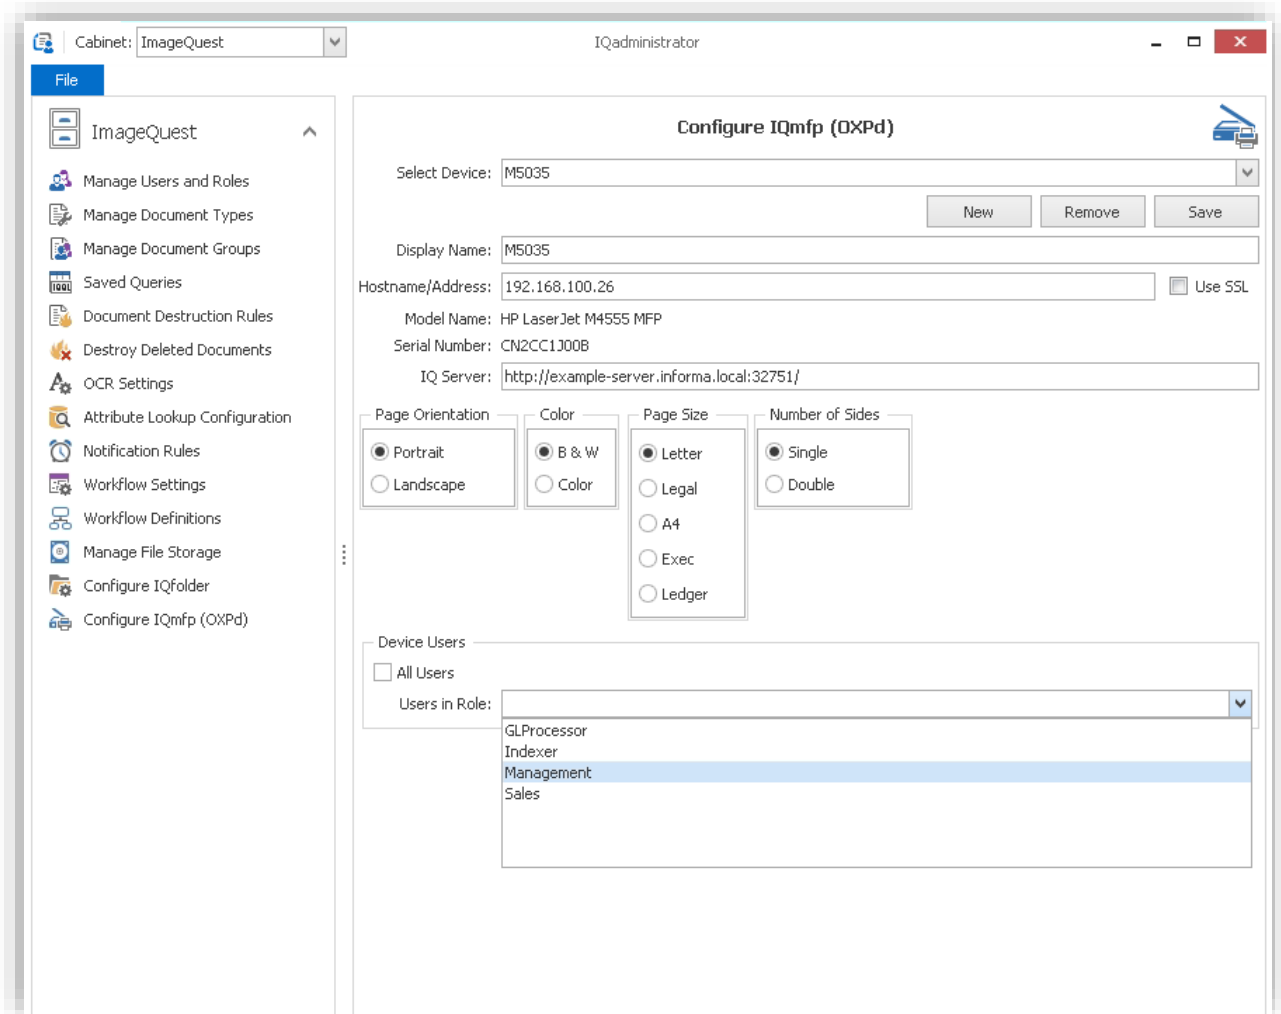 Cabinet: ImageQuest
IQadministrator
File
ImageQuest
Manage Users and Roles
Manage Document Types
Manage Document Groups
Saved Queries
Document Destruction Rules
Destroy Deleted Documents
OCR Settings
Attribute Lookup Configuration
Notification Rules
Workflow Settings
Workflow Definitions
Manage File Storage
Configure IQfolder
Configure IQmfp (OXPd)
Configure IQmfp (OXPd)
Select Device: M5035
New Remove Save
Display Name: M5035
Hostname/Address: 192.168.100.26 Use SSL
Model Name: HP LaserJet M4555 MFP
Serial Number: CN2CC1J00B
IQ Server: http://example-server.informa.local:32751/
Page Orientation
Portrait
Landscape
Color
B & W
Color
Page Size
Letter
Legal
A4
Exec
Ledger
Number of Sides
Single
Double
Device Users
All Users
Users in Role:
GLProcessor
Indexer
Management
Sales